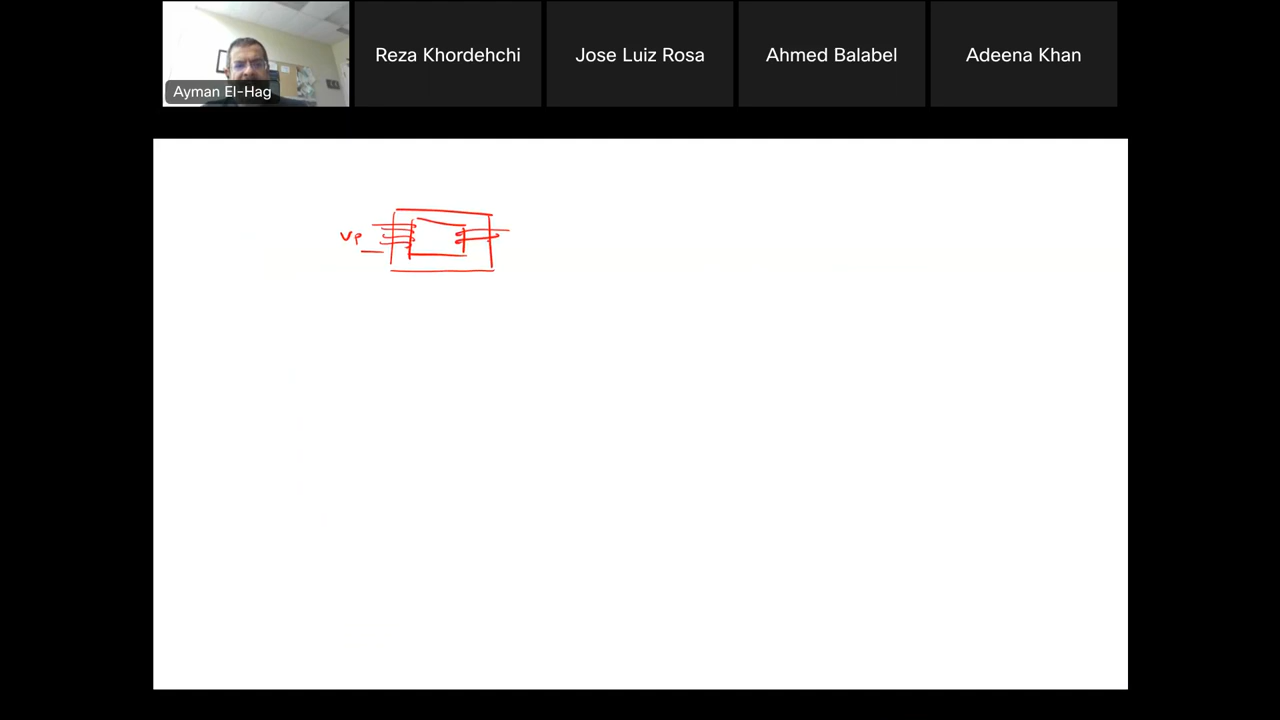 Reza Khordehchi
Jose Luiz Rosa
Ahmed Balabel
Adeena Khan
Ayman El-Hag
VP